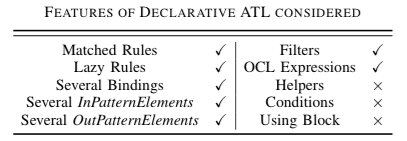 FEATURES OF DECLARATIVE ATL CONSIDERED
Matched Rules ✓ Filters ✓
Lazy Rules ✓ OCL Expressions ✓
Several Bindings ✓ Helpers ×
Several InPatternElements ✓ Conditions ×
Several OutPatternElements ✓ Using Block ×